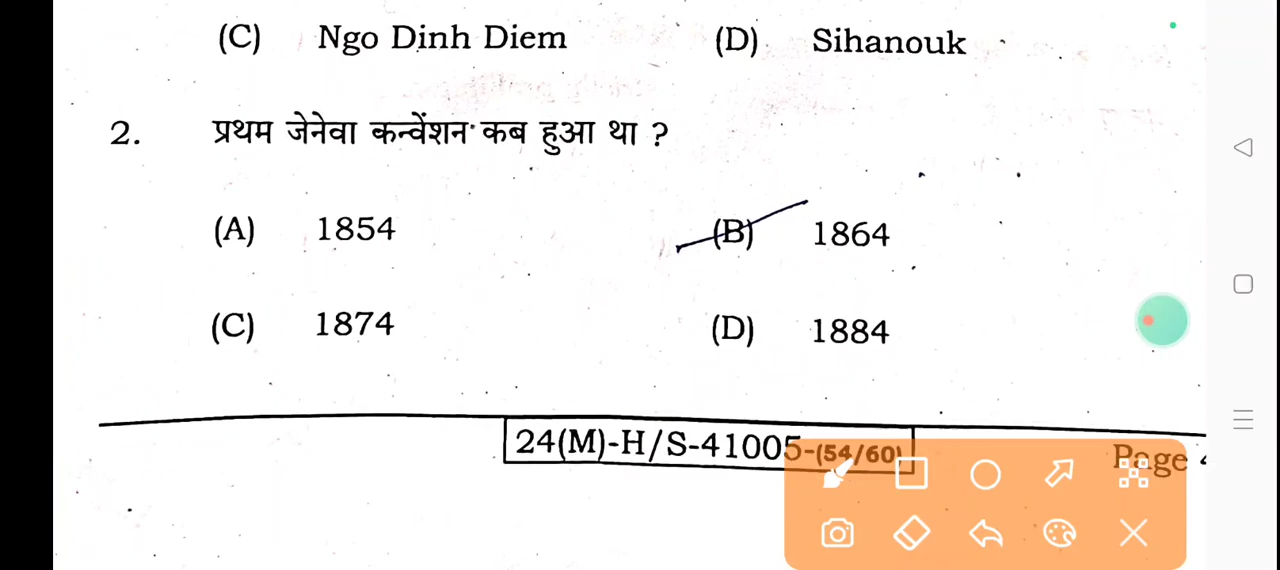 (C) Ngo Dinh Diem (D) Sihanouk
2. प्रथम जेनेवा कन्वेंशन कब हुआ था ?
(A) 1854 (B) 1864
(C) 1874 (D) 1884
24(M)-H/S-41005-(54/60)
Page